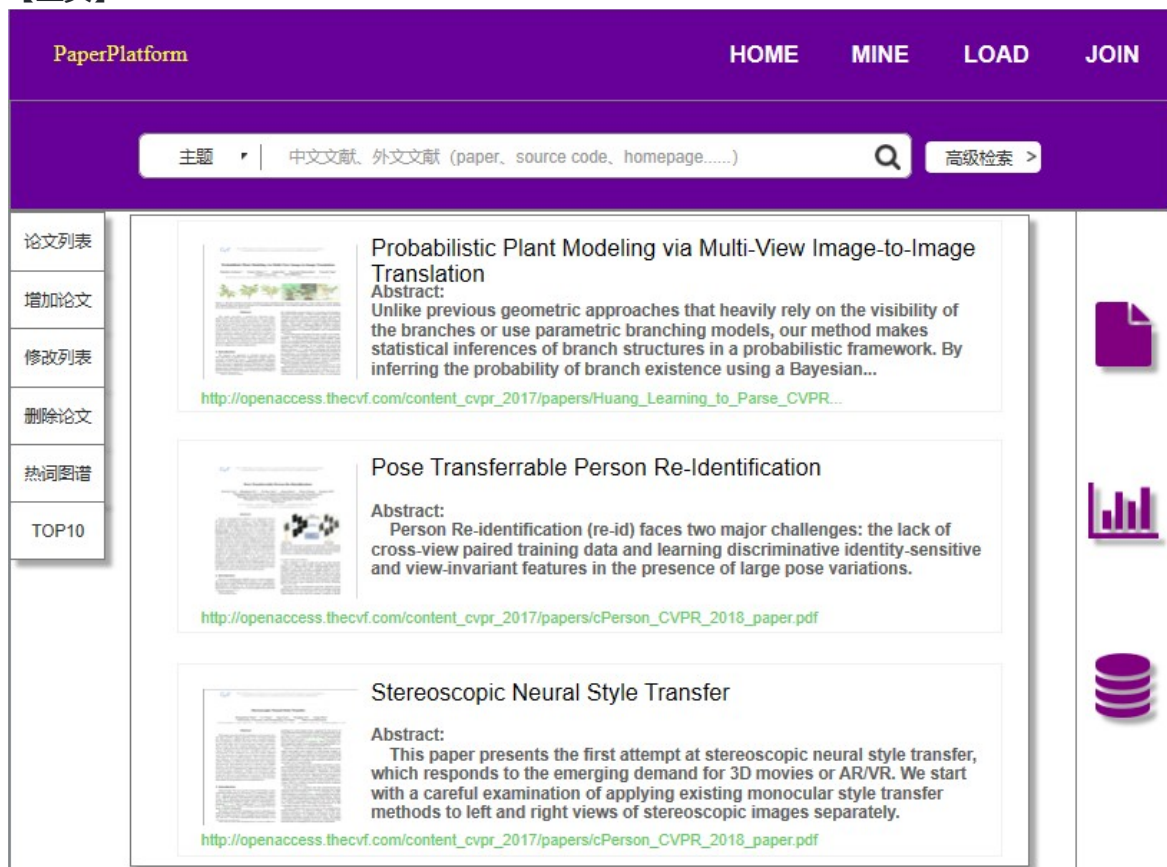 PaperPlatform
HOME MINE LOAD JOIN
主题 中文文献、外文文献（paper、source code、homepage......）
高级检索 >
论文列表
增加论文
修改列表
删除论文
热词图谱
TOP10
Probabilistic Plant Modeling via Multi-View Image-to-Image
Translation
Abstract:
Unlike previous geometric approaches that heavily rely on the visibility of
the branches or use parametric branching models, our method makes
statistical inferences of branch structures in a probabilistic framework. By
inferring the probability of branch existence using a Bayesian...
http://openaccess.thecvf.com/content_cvpr_2017/papers/Huang_Learning_to_Parse_CVPR...
Pose Transferrable Person Re-Identification
Abstract:
Person Re-identification (re-id) faces two major challenges: the lack of
cross-view paired training data and learning discriminative identity-sensitive
and view-invariant features in the presence of large pose variations.
http://openaccess.thecvf.com/content_cvpr_2017/papers/cPerson_CVPR_2018_paper.pdf
Stereoscopic Neural Style Transfer
Abstract:
This paper presents the first attempt at stereoscopic neural style transfer,
which responds to the emerging demand for 3D movies or AR/VR. We start
with a careful examination of applying existing monocular style transfer
methods to left and right views of stereoscopic images separately.
http://openaccess.thecvf.com/content_cvpr_2017/papers/cPerson_CVPR_2018_paper.pdf